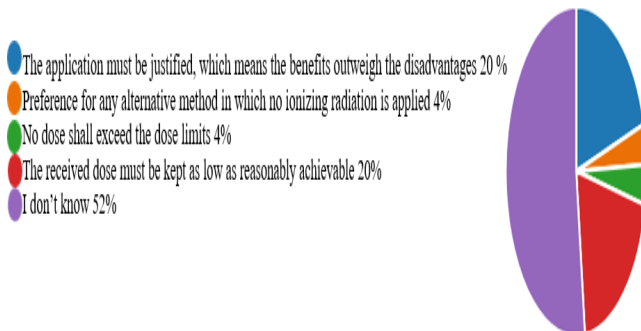 The application must be justified, which means the benefits outweigh the disadvantages 20 %
Preference for any alternative method in which no ionizing radiation is applied 4%
No dose shall exceed the dose limits 4%
The received dose must be kept as low as reasonably achievable 20%
I don't know 52%